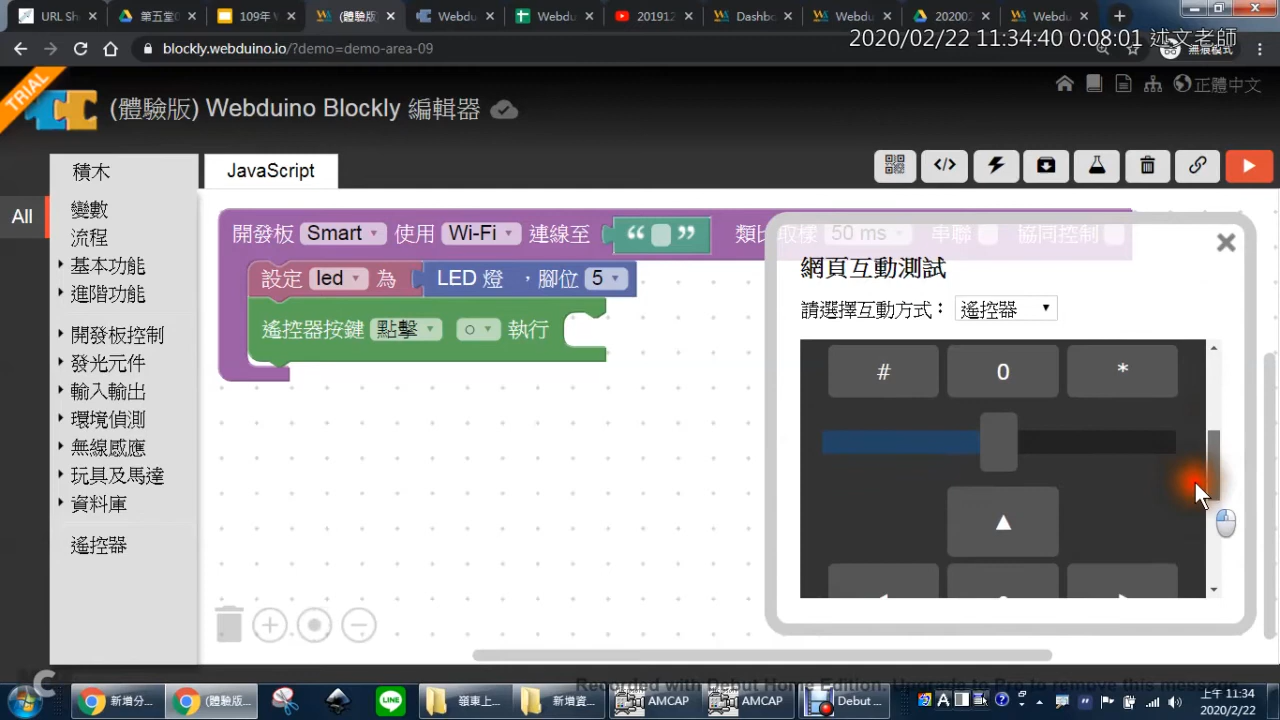 URL Sh
第五堂(
109年 W
(體驗版
Webdu
Webdu
201912
Dashbo
Webdu
202002
Webdu
blockly.webduino.io/?demo=demo-area-09
2020/02/22 11:34:40 0:08:01 述文老師
TRIAL
(體驗版) Webduino Blockly 編輯器
正體中文
積木
JavaScript
All
變數
流程
基本功能
進階功能
開發板控制
發光元件
輸入輸出
環境偵測
無線感應
玩具及馬達
資料庫
遙控器
開發板 Smart 使用 Wi-Fi 連線至 “ ” 類比取樣 50 ms 串聯 協同控制
設定 led 為 LED 燈 ，腳位 5
遙控器按鍵 點擊 ○ 執行
網頁互動測試
請選擇互動方式： 遙控器
# 0 *
▲
Recorded with Debut Home Edition. Upgrade to Pro to remove this message
新增分...
(體驗版...
LINE
嶺東上...
新增資...
AMCAP
AMCAP
Debut ...
上午 11:34
2020/2/22